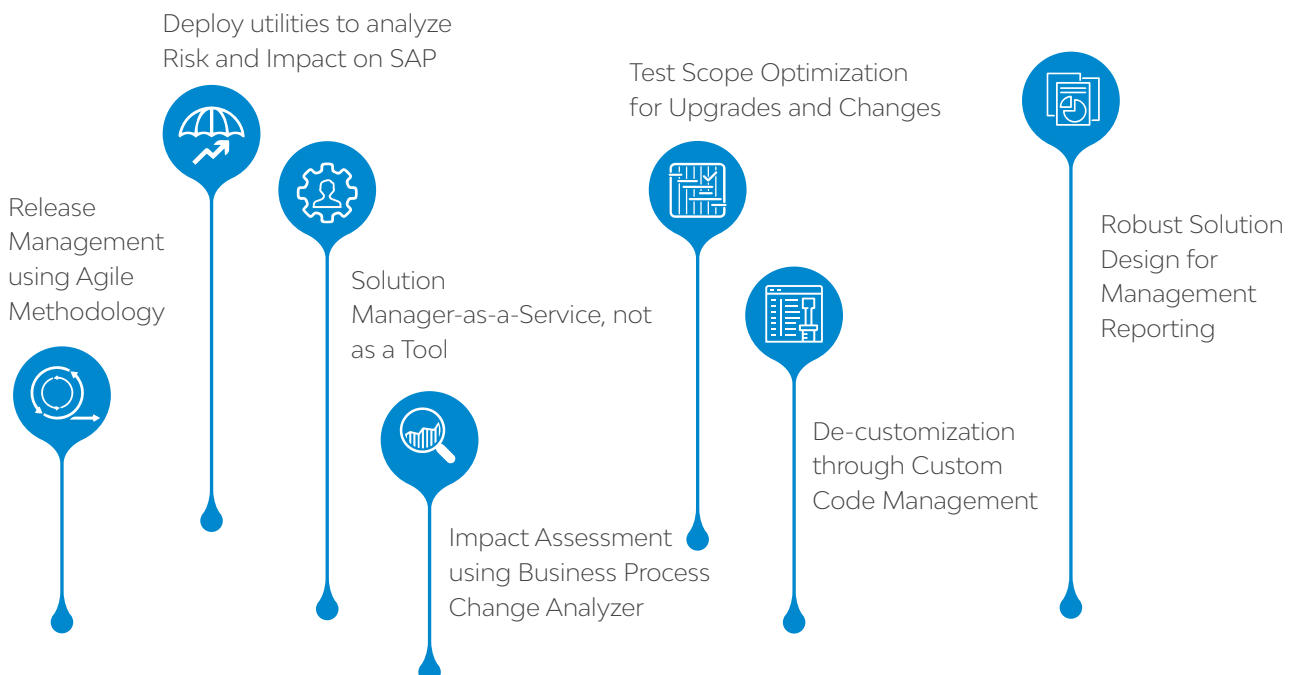 Deploy utilities to analyze
Risk and Impact on SAP
Release
Management
using Agile
Methodology
Solution
Manager-as-a-Service, not
as a Tool
Impact Assessment
using Business Process
Change Analyzer
Test Scope Optimization
for Upgrades and Changes
De-customization
through Custom
Code Management
Robust Solution
Design for
Management
Reporting